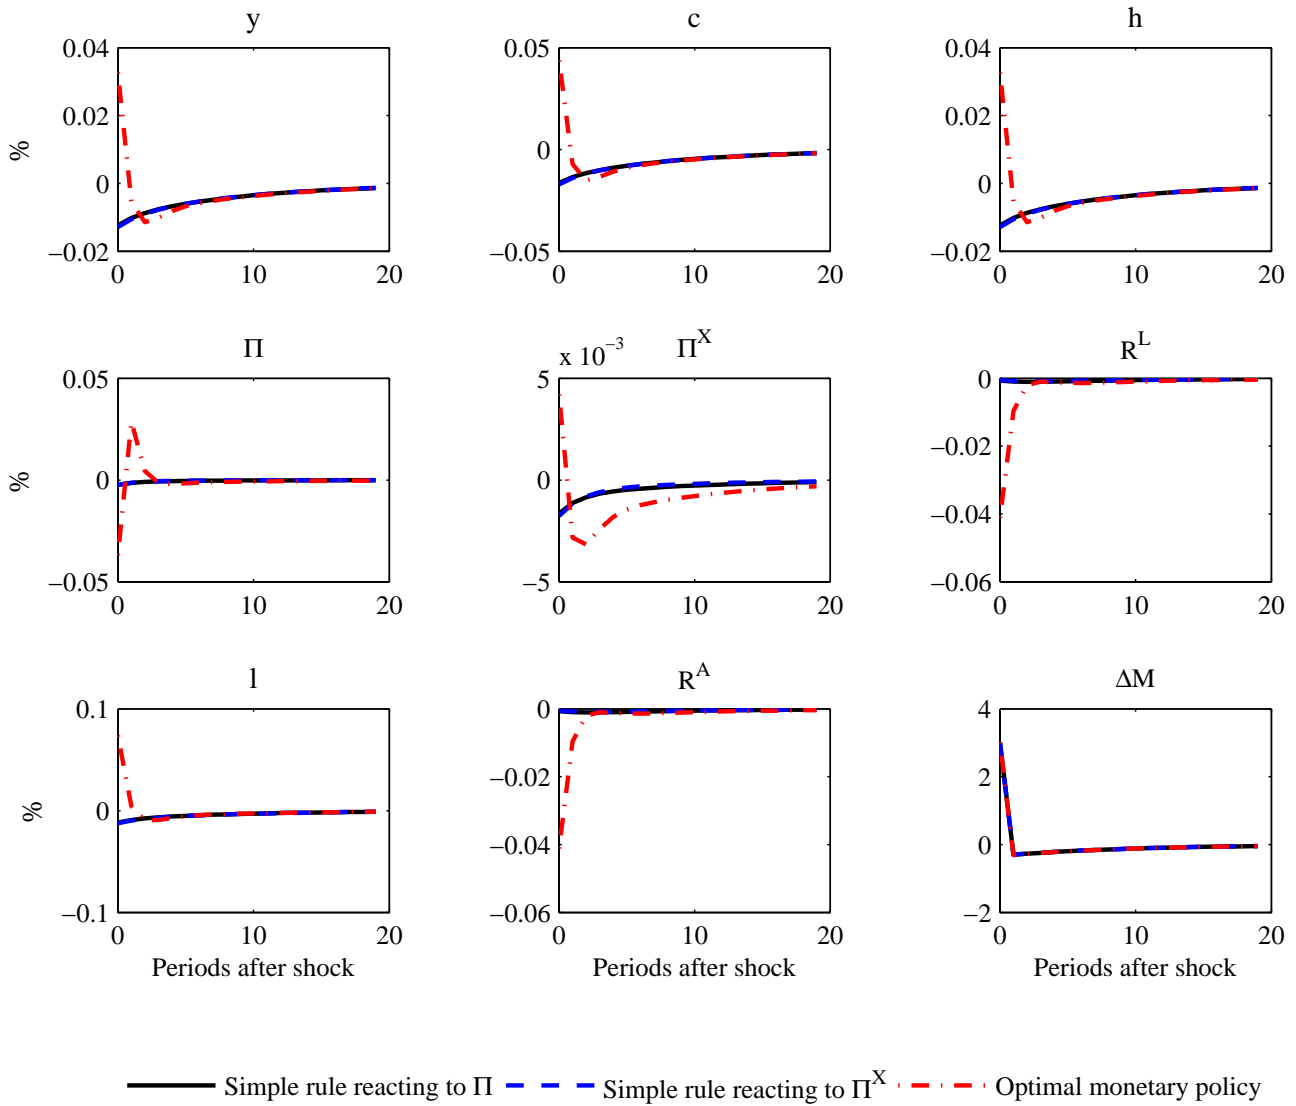 y c h
0.04 0.05 0.04
0.02 0.02
% 0 0 0
−0.02 −0.05 −0.02
0 10 20 0 10 20 0 10 20
Π x 10−3 ΠX RL
0.05 5 0
−0.02
% 0 0
−0.04
−0.05 −5 −0.06
0 10 20 0 10 20 0 10 20
l RA ΔM
0.1 0 4
−0.02 2
% 0
−0.04 0
−0.1 −0.06 −2
0 10 20 0 10 20 0 10 20
Periods after shock Periods after shock Periods after shock
Simple rule reacting to Π Simple rule reacting to ΠX Optimal monetary policy